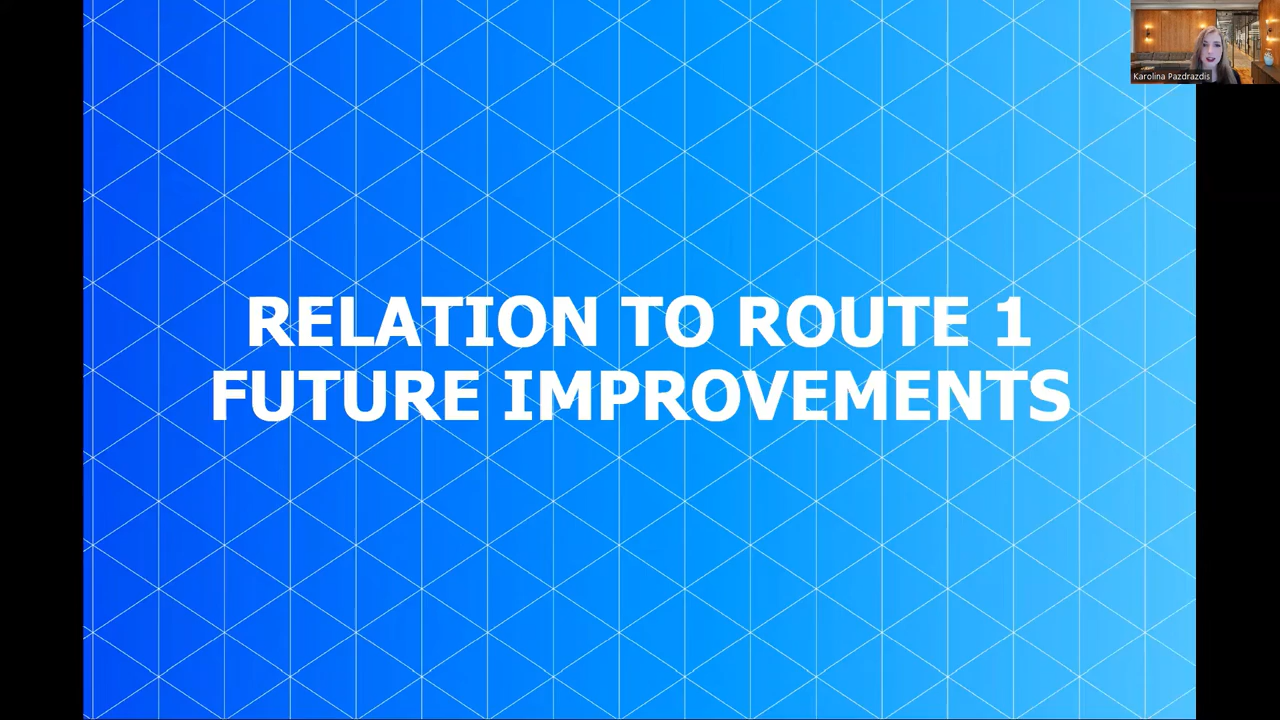 Karolina Pazdrazdis
RELATION TO ROUTE 1
FUTURE IMPROVEMENTS